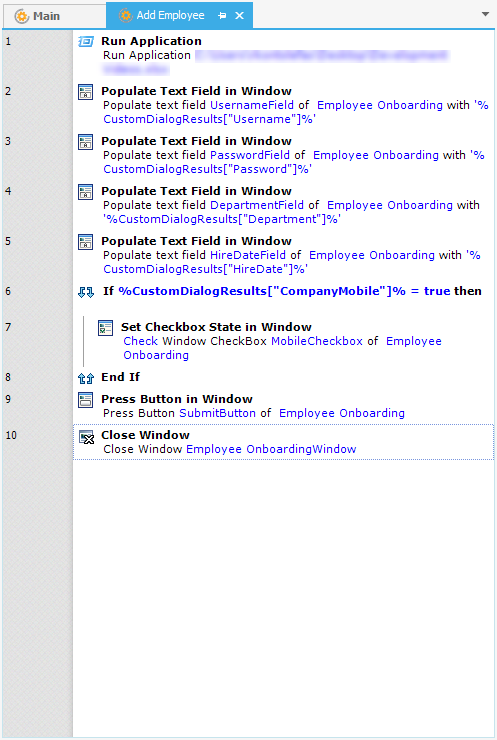 Main
Add Employee
1
Run Application
Run Application
2
Populate Text Field in Window
Populate text field UsernameField of Employee Onboarding with '%
CustomDialogResults["Username"]%'
3
Populate Text Field in Window
Populate text field PasswordField of Employee Onboarding with '%
CustomDialogResults["Password"]%'
4
Populate Text Field in Window
Populate text field DepartmentField of Employee Onboarding with
'%CustomDialogResults["Department"]%'
5
Populate Text Field in Window
Populate text field HireDateField of Employee Onboarding with '%
CustomDialogResults["HireDate"]%'
6
If %CustomDialogResults["CompanyMobile"]% = true then
7
Set Checkbox State in Window
Check Window CheckBox MobileCheckbox of Employee
Onboarding
8
End If
9
Press Button in Window
Press Button SubmitButton of Employee Onboarding
10
Close Window
Close Window Employee OnboardingWindow